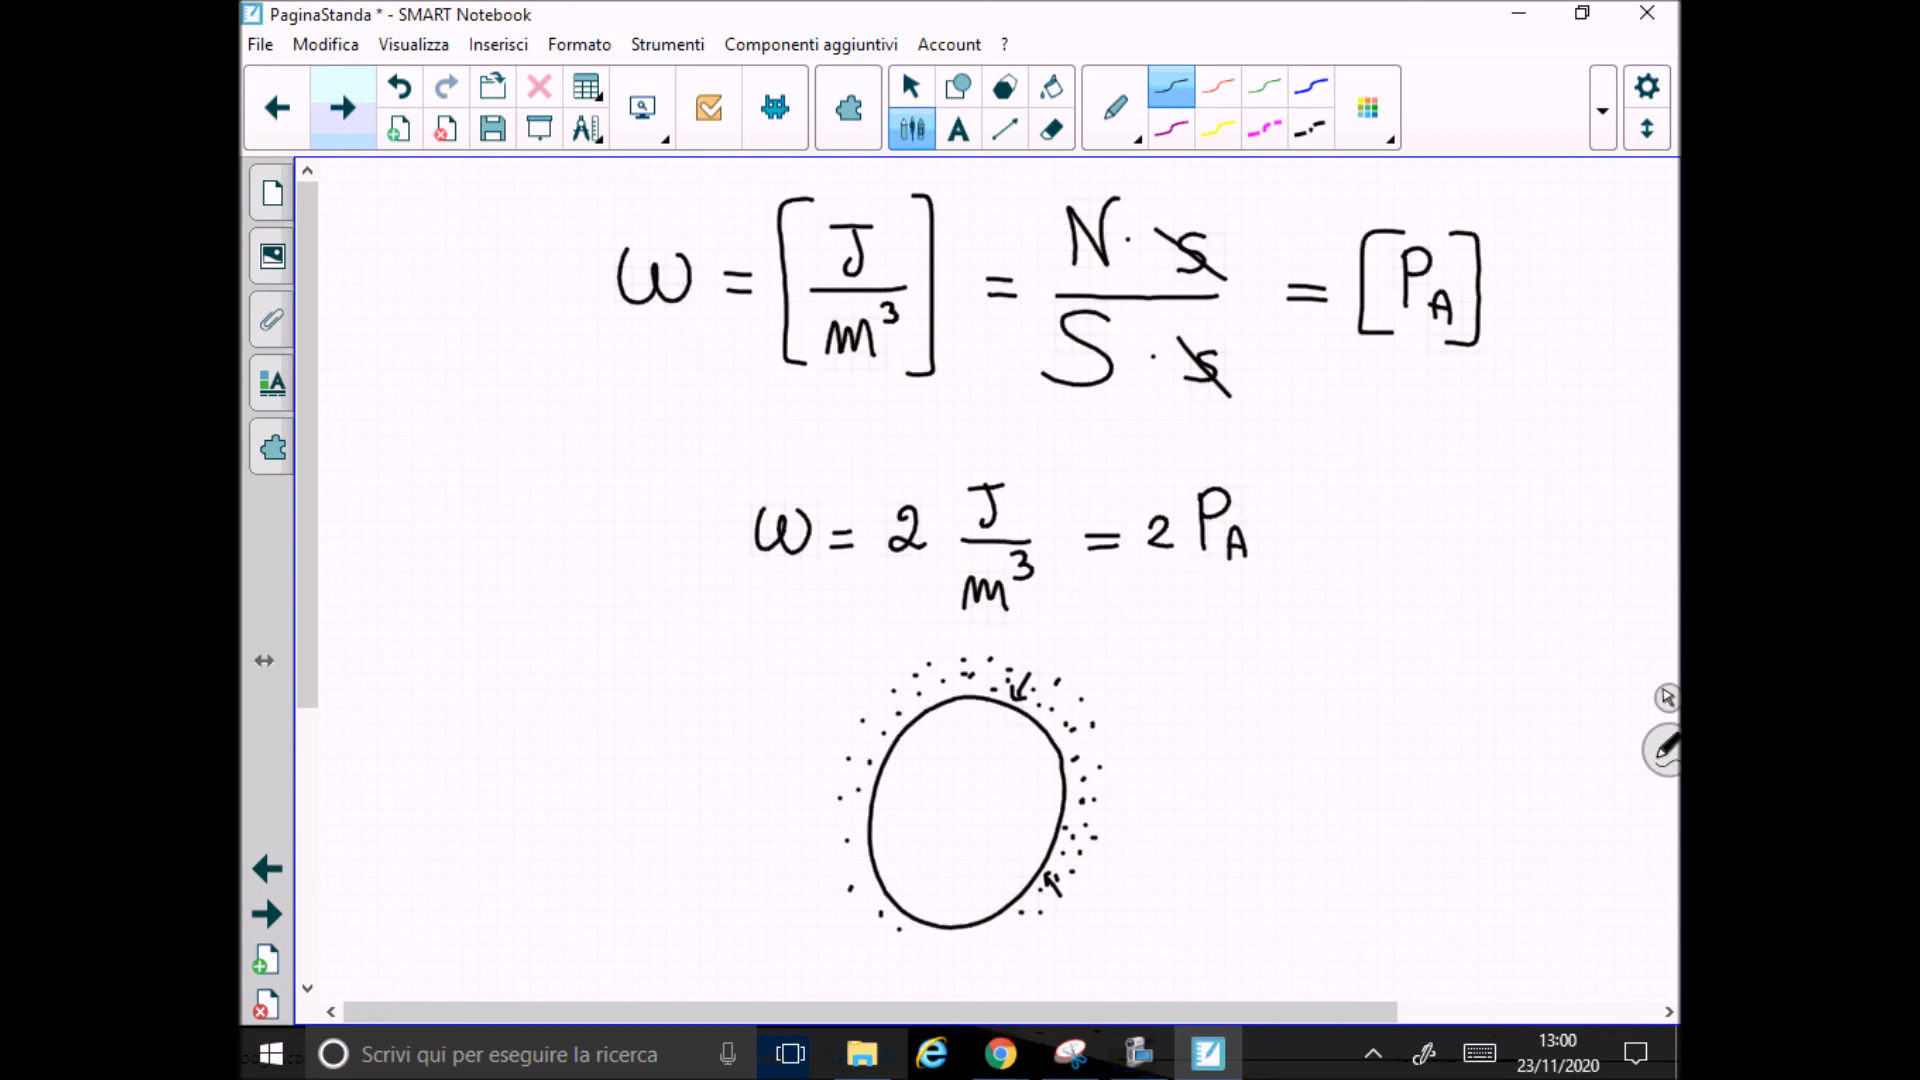 PaginaStanda * - SMART Notebook
File Modifica Visualizza Inserisci Formato Strumenti Componenti aggiuntivi Account ?
ω = [J/m³] = N · s / S · s = [PA]
ω = 2 J/m³ = 2 PA
Scrivi qui per eseguire la ricerca
13:00
23/11/2020